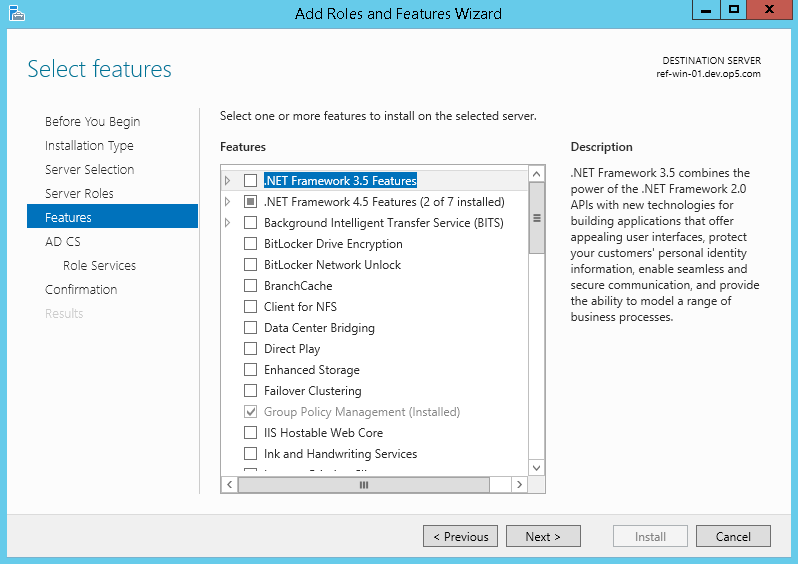 Add Roles and Features Wizard
Select features
DESTINATION SERVER
ref-win-01.dev.op5.com
Before You Begin
Installation Type
Server Selection
Server Roles
Features
AD CS
Role Services
Confirmation
Results
Select one or more features to install on the selected server.
Features
.NET Framework 3.5 Features
.NET Framework 4.5 Features (2 of 7 installed)
Background Intelligent Transfer Service (BITS)
BitLocker Drive Encryption
BitLocker Network Unlock
BranchCache
Client for NFS
Data Center Bridging
Direct Play
Enhanced Storage
Failover Clustering
Group Policy Management (Installed)
IIS Hostable Web Core
Ink and Handwriting Services
Description
.NET Framework 3.5 combines the
power of the .NET Framework 2.0
APIs with new technologies for
building applications that offer
appealing user interfaces, protect
your customers' personal identity
information, enable seamless and
secure communication, and provide
the ability to model a range of
business processes.
< Previous
Next >
Install
Cancel